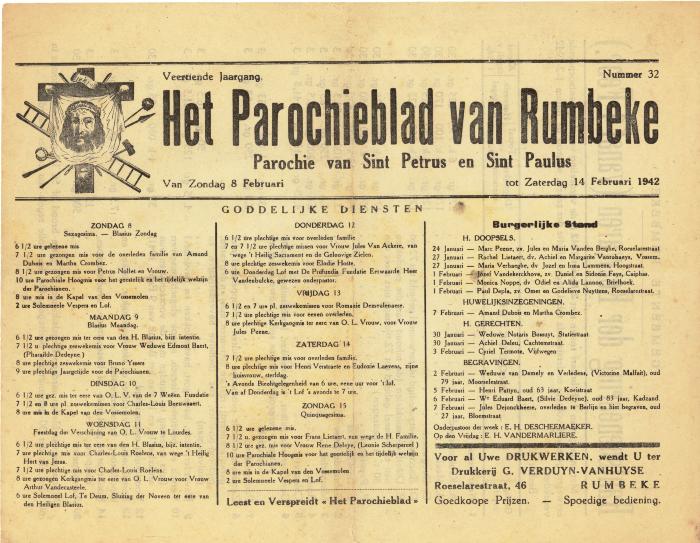 Veertiende Jaargang.
Nummer 32
Het Parochieblad van Rumbeke
Parochie van Sint Petrus en Sint Paulus
Van Zondag 8 Februari
tot Zaterdag 14 Februari 1942
GODDELIJKE DIENSTEN
ZONDAG 8
Sexagesima. — Blasius Zondag
6 1/2 ure gelezene mis
7 1/2 ure gezongen mis voor de overleden familie van Amand
Dubois en Martha Crombez.
8 1/2 ure gezongen mis voor Petrus Nollet en Vrouw.
10 ure Parochiale Hoogmis voor het geestelijk en het tijdelijk welzijn
der Parochianen.
8 ure mis in de Kapel van den Vossemolen
2 ure Solemneele Vespers en Lof.
MAANDAG 9
Blasius Maandag.
6 1/2 ure gezongen mis ter eere van den H. Blasius, bijz. intentie.
7 1/2 u. plechtige zeswekemis voor Weduwe Edmont Baert,
(Pharaïlde Dedeyne)
8 ure plechtige zeswekemis voor Bruno Yssen
9 ure plechtige Jaargetijde voor de Parochianen.
DINSDAG 10
6 1/2 ure gez. mis ter eere van O. L. V. van de 7 Weëen. Fundatie
7 1/2 en 8 ure pl. zeswekemissen voor Charles-Louis Beeuwsaert.
8 ure mis in de Kapel van den Vossemolen.
WOENSDAG 11
Feestdag der Verschijning van O. L. Vrouw te Lourdes.
6 1/2 ure gezongen mis ter eere van den H. Blasius, bijz. intentie.
7 ure plechtige mis voor Charles-Louis Roelens, van wege 't Heilig
Hert van Jesus.
7 1/2 ure plechtige mis voor Charles-Louis Roelens.
8 ure gezongen Kerkgangmis ter eere van O. L. Vrouw voor Vrouw
Arthur Vandecasteele.
6 ure Solemneel Lof, Te Deum, Sluiting der Noveen ter eere van
den Heiligen Blasius.
DONDERDAG 12
6 1/2 ure plechtige mis voor overleden familie
7 en 7 1/2 ure plechtige missen voor Vrouw Jules Van Ackere, van
wege 't Heilig Sacrament en de Geloovige Zielen.
8 ure plechtige zeswekemis voor Elodie Hoste.
6 ure Donderdag Lof met De Profundis Fundatie Eerwaarde Heer
Vandenbulcke, gewezen onderpastor.
VRIJDAG 13
6 1/2 en 7 ure pl. zeswekemissen voor Romanie Demeulenaere.
7 1/2 ure plechtige mis voor eenen overleden.
8 ure plechtige Kerkgangmis ter eere van O. L. Vrouw, voor Vrouw
Jules Peene.
ZATERDAG 14
7 1/2 ure plechtige mis voor overleden familie.
8 ure plechtige mis voor Henri Verstraete en Eudoxie Laevens, zijne
huisvrouw, sterfdag.
's Avonds Biechtgelegenheid van 6 ure, eene uur voor 't lof.
Van af Donderdag is 't Lof 's avonds te 7 ure.
ZONDAG 15
Quinquagesima.
6 1/2 ure gelezene mis.
7 1/2 u. gezongen mis voor Frans Lietaert, van wege de H. Familie.
8 1/2 ure gez. mis voor Vrouw Rene Deleye, (Leonie Scherpereel)
10 ure Parochiale Hoogmis voor het geestelijk en het tijdelijk welzijn
der Parochianen.
8 ure mis in de Kapel van den Vossemolen
2 ure Solemneele Vespers en Lof.
Leest en Verspreidt « Het Parochieblad »
Burgerlijke Stand
H. DOOPSELS.
24 Januari — Marc Peene, zv. Jules en Maria Vanden Berghe, Roeselarestraat
27 Januari — Rachel Lietaert, dv. Achiel en Margarite Vanrobaeys, Vossem.
27 Januari — Maria Verhaeghe, dv Jozef en Irma Lammens, Hoogstraat.
1 Februari — Jozef Vandekerckhove, zv. Daniel en Sidonie Faye, Caiphas.
1 Februari — Monica Noppe, dv Odiel en Alida Lannoo, Brielhoek.
1 Februari — Paul Depla, zv. Omer en Godelieve Nuyttens, Roeselarestraat.
HUWELIJKSINZEGENINGEN.
7 Februari — Amand Dubois en Martha Crombez.
H. GERECHTEN.
30 Januari — Weduwe Notaris Bossuyt, Statiestraat
30 Januari — Achiel Deleu, Cachtemstraat.
3 Februari — Cyriel Termote, Vijfwegen
BEGRAVINGEN.
2 Februari — Weduwe van Demely en Verledens, (Victorine Malfait), oud
79 jaar, Moorselestraat.
5 Februari — Henri Pattyn, oud 63 jaar, Koeistraat
6 Februari — We Eduard Baert, (Silvie Dedeyne), oud 83 jaar, Kadzand.
7 Februari — Jules Dejonckheere, overleden te Berlijn en hier begraven, oud
27 jaar, Bloemstraat
Onderpastoor der week : E. H. DESCHEEMAEKER.
Op den Vrijdag : E. H. VANDERMARLIERE.
Voor al Uwe DRUKWERKEN, wendt U ter
Drukkerij G. VERDUYN-VANHUYSE
Roeselarestraat, 46 RUMBEKE
Goedkoope Prijzen. — Spoedige bediening.